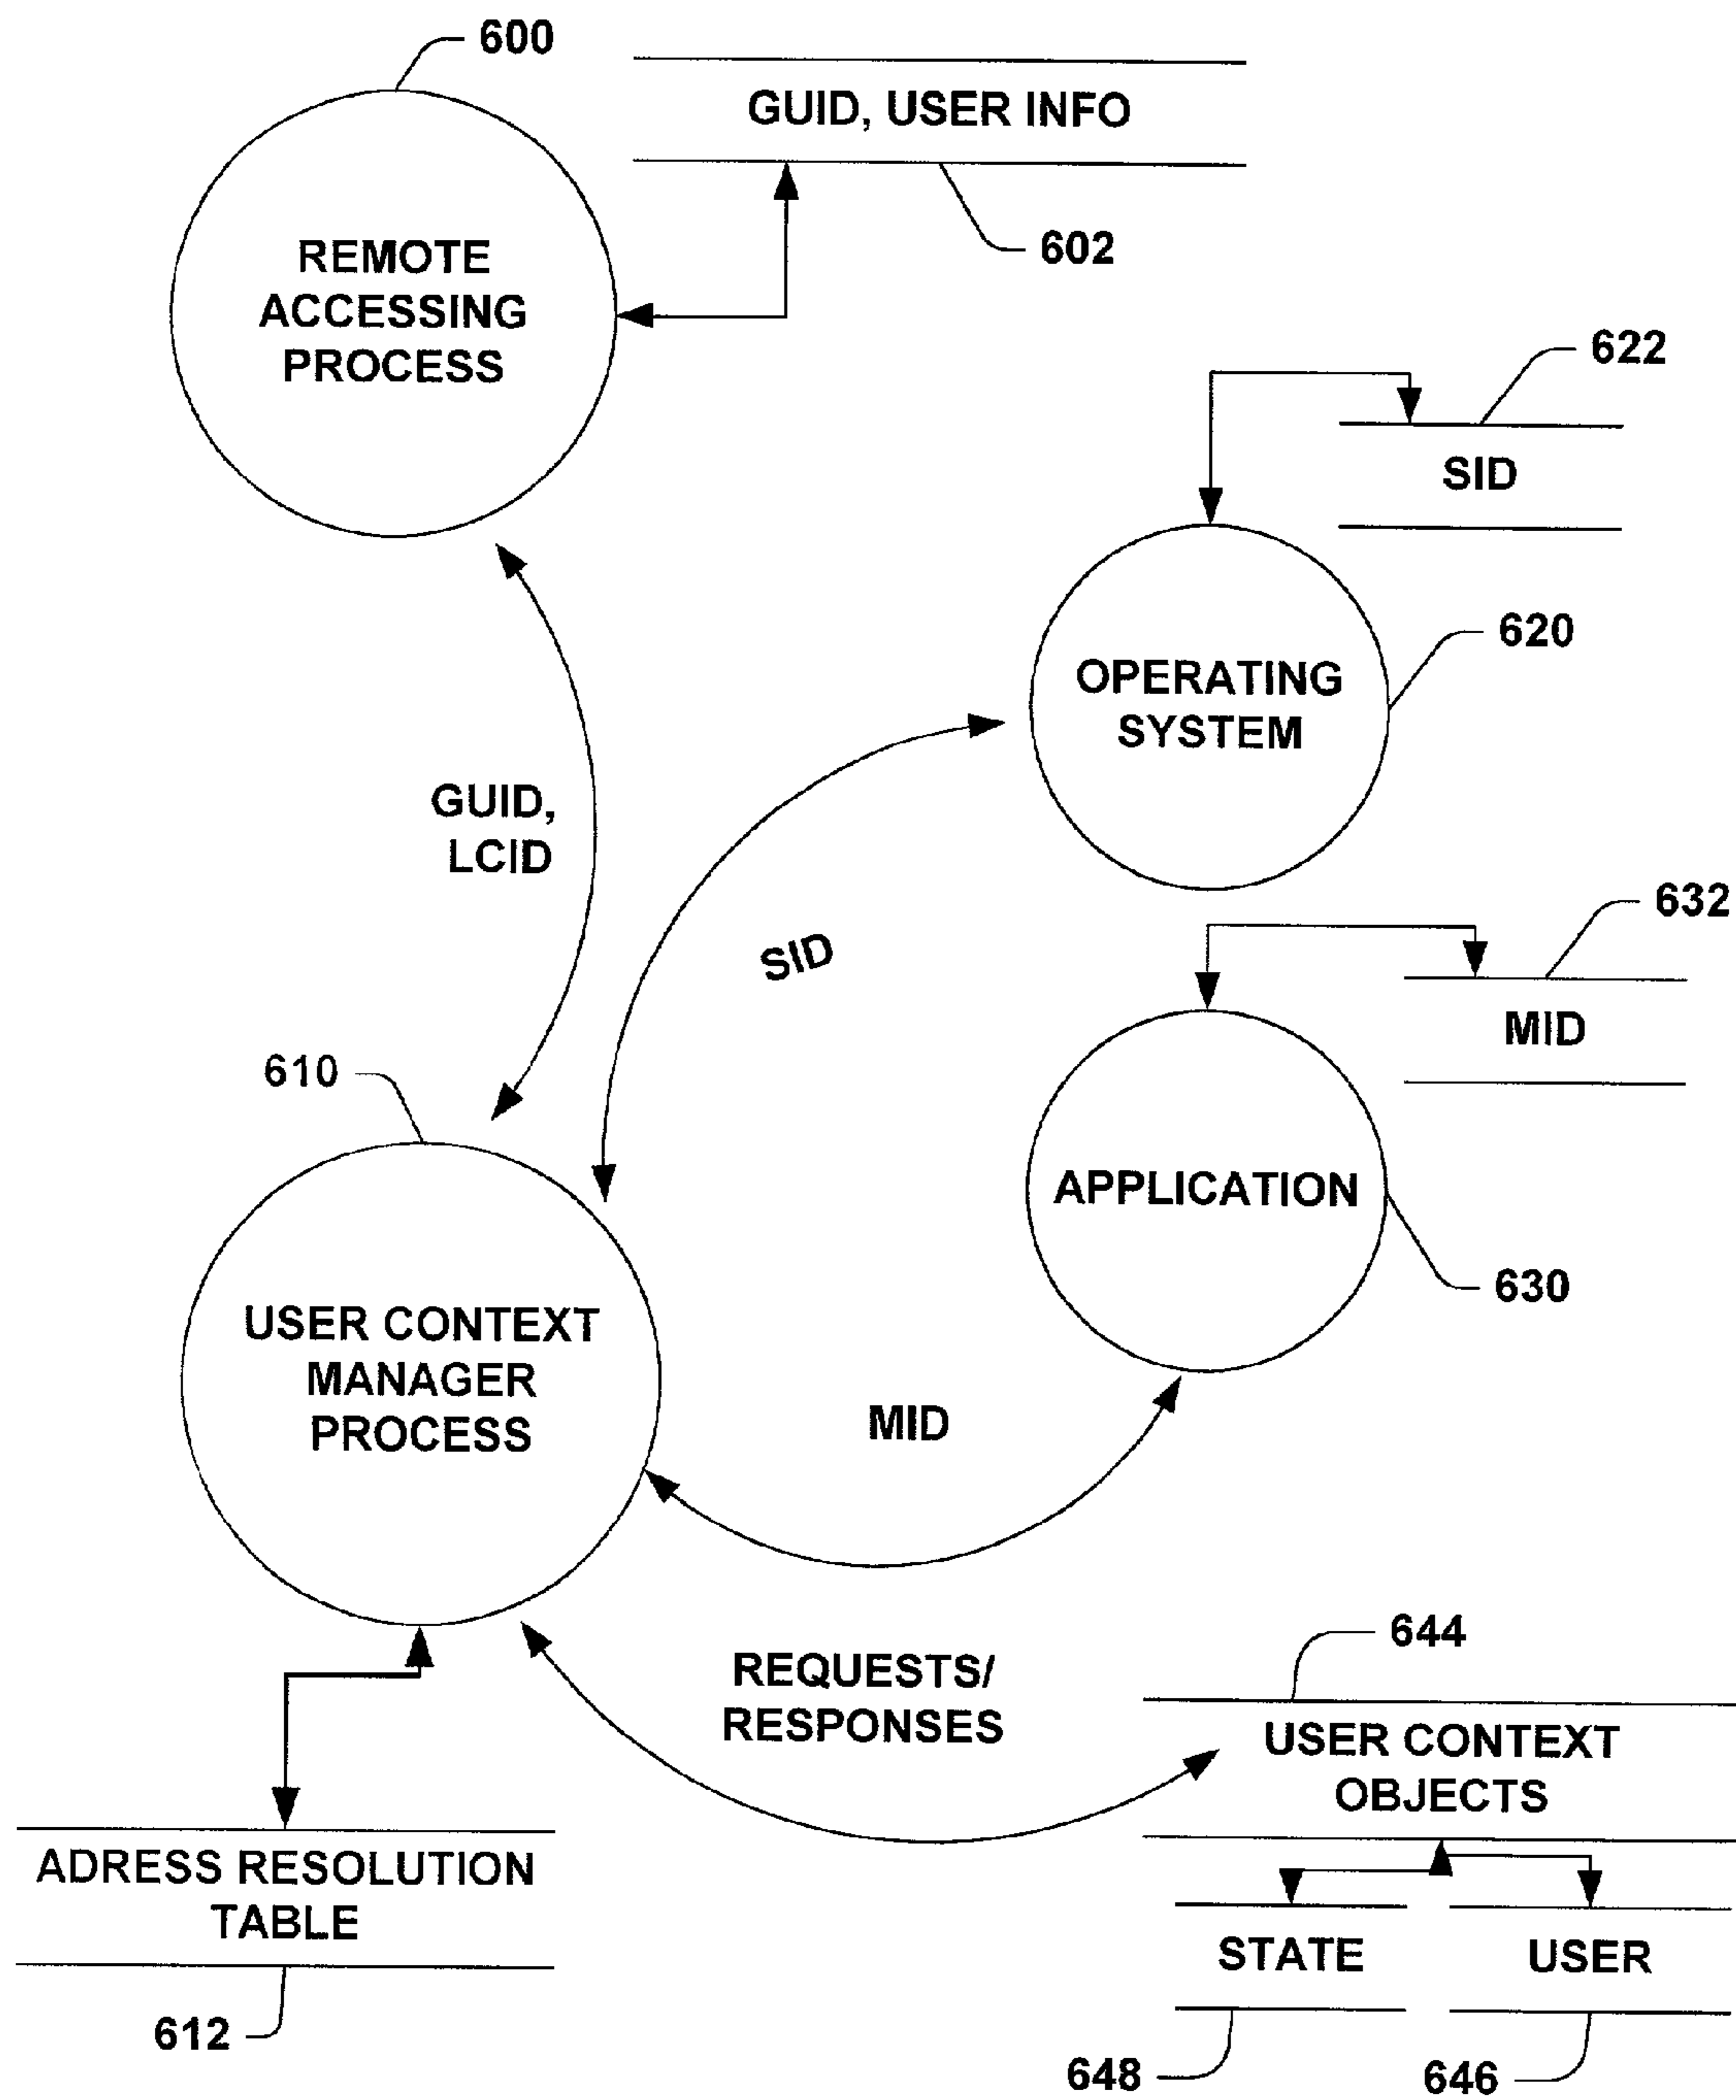 600
GUID, USER INFO
602
REMOTE
ACCESSING
PROCESS
622
SID
620
OPERATING
SYSTEM
GUID,
LCID
632
SID
MID
610
APPLICATION
630
USER CONTEXT
MANAGER
PROCESS
MID
644
REQUESTS/
RESPONSES
USER CONTEXT
OBJECTS
ADRESS RESOLUTION
TABLE
STATE
USER
612
648
646